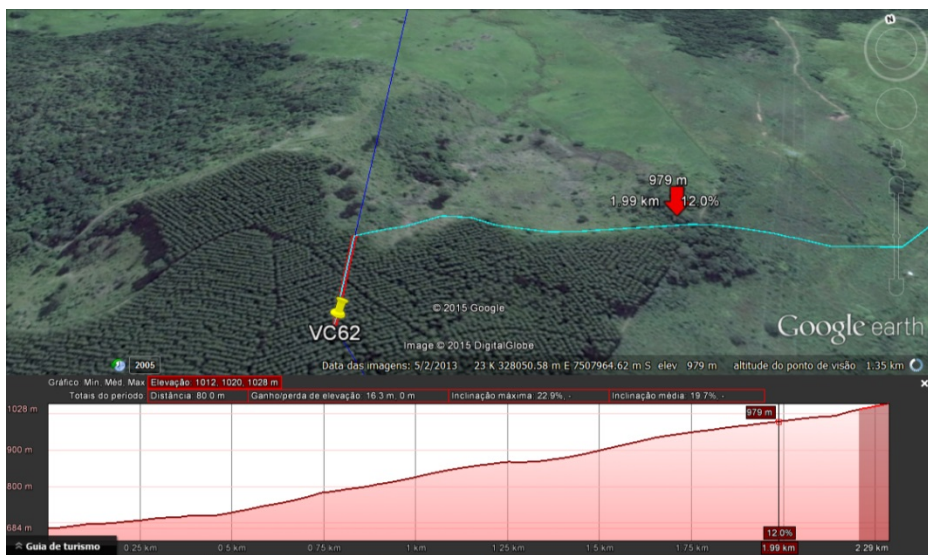 N
979 m
1,99 km 12.0%
© 2015 Google
VC62
Image © 2015 DigitalGlobe
Google earth
2005
Data das imagens: 5/2/2013 23 K 328050.58 m E 7507964.62 m S elev 979 m altitude do ponto de visão 1.35 km
Gráfico Min. Méd. Max Elevação: 1012, 1020, 1028 m
Totais do período Distância: 80.0 m Ganho/perda de elevação: 16.3 m, 0 m Inclinação máxima: 22.9%, - Inclinação média: 19.7%, -
1028 m
979 m
900 m
800 m
684 m
12.0%
Guia de turismo
0.25 km 0.5 km 0.75 km 1 km 1.25 km 1.5 km 1.75 km 1.99 km 2.29 km